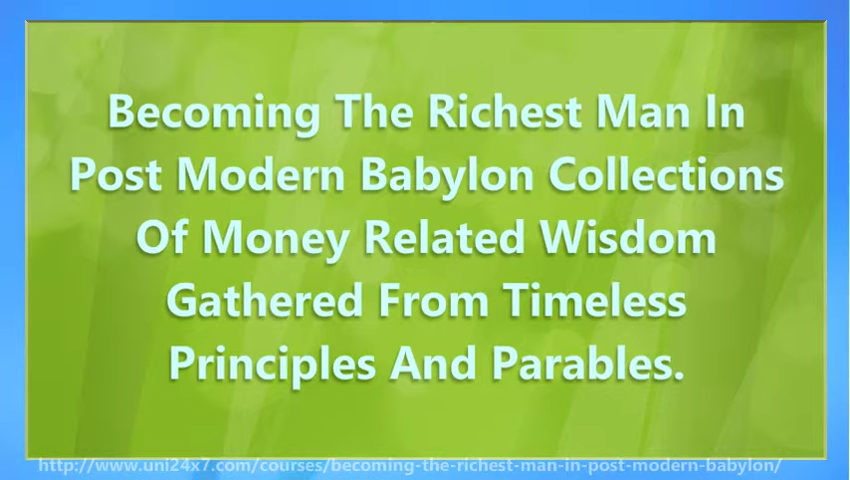 Becoming The Richest Man In
Post Modern Babylon Collections
Of Money Related Wisdom
Gathered From Timeless
Principles And Parables.
http://www.uni24x7.com/courses/becoming-the-richest-man-in-post-modern-babylon/